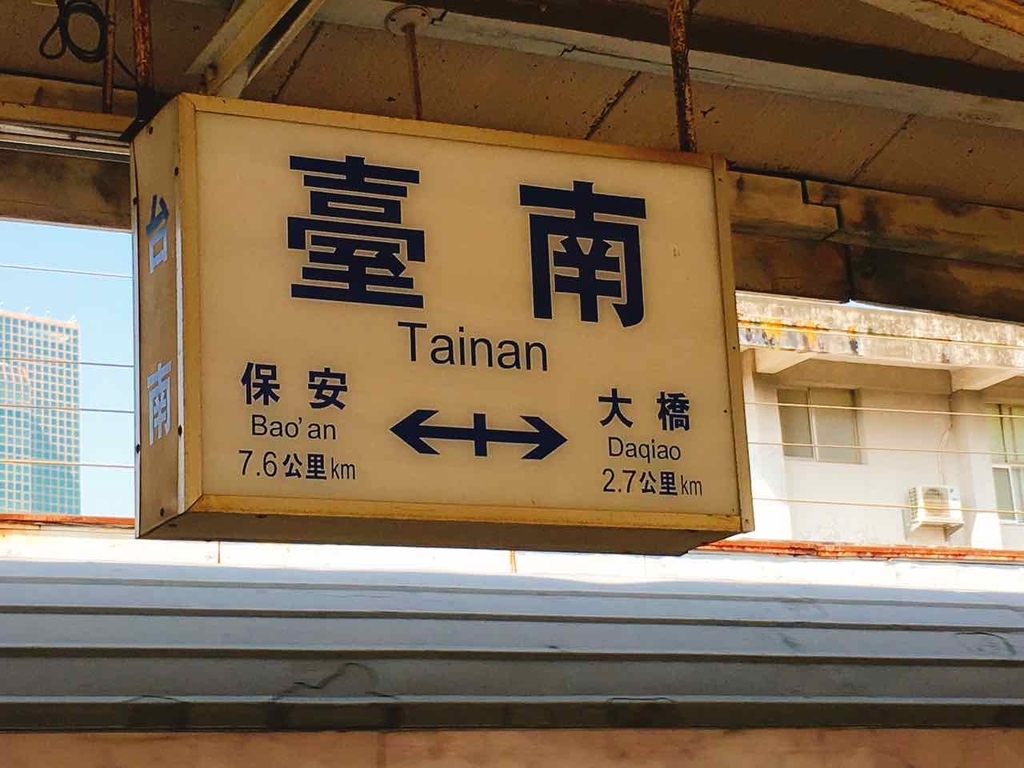 臺南
Tainan
保安
Bao'an
7.6公里km
大橋
Daqiao
2.7公里km
台南